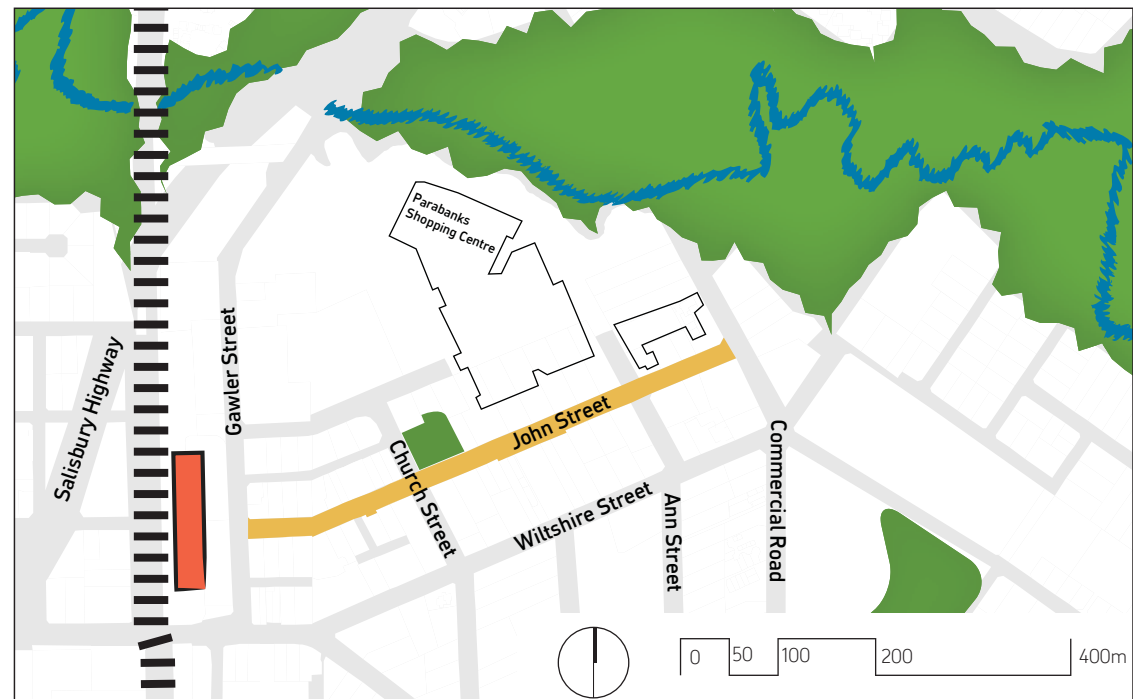 Parabanks
Shopping Centre
Gawler Street
Salisbury Highway
John Street
Church Street
Wiltshire Street
Ann Street
Commercial Road
0 50 100 200 400m